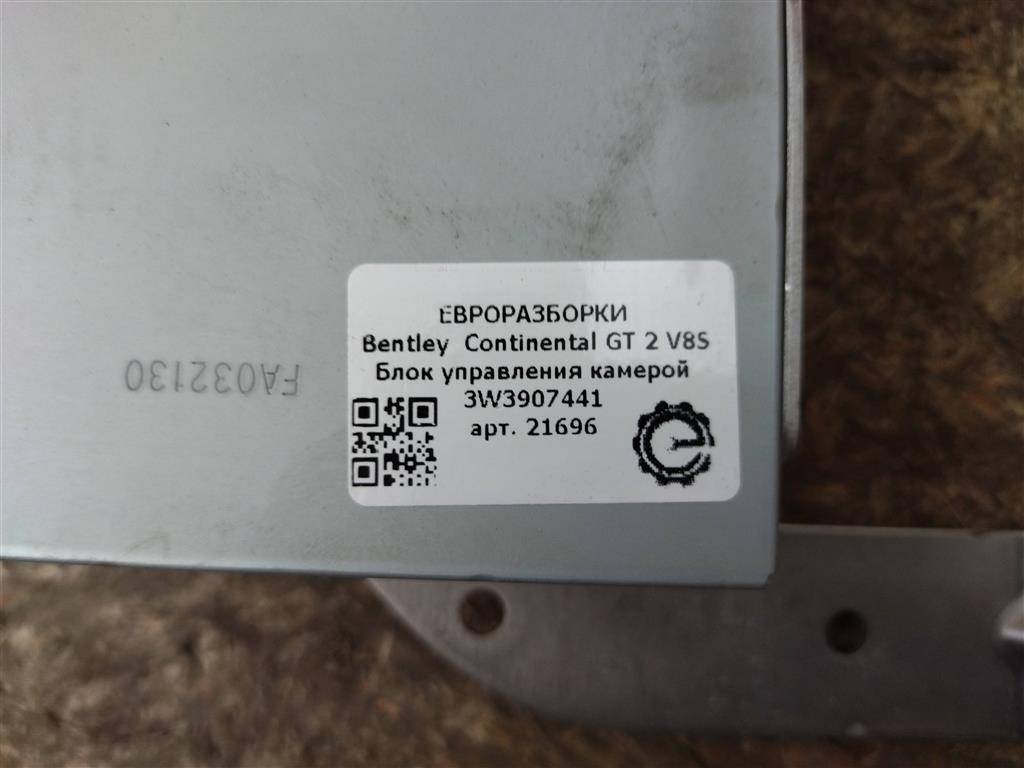 ЕВРОРАЗБОРКИ
Bentley Continental GT 2 V8S
Блок управления камерой
3W3907441
арт. 21696
FA032130